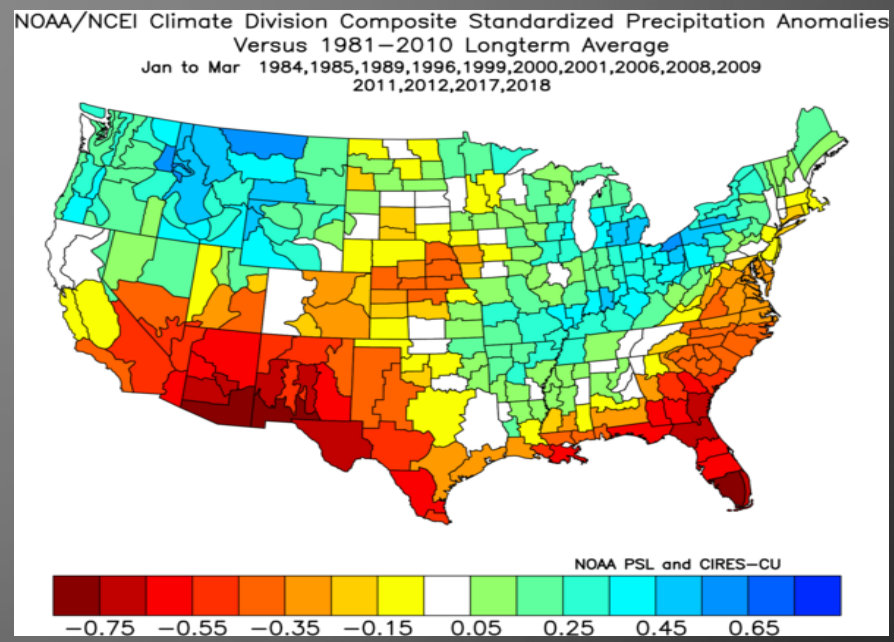 NOAA/NCEI Climate Division Composite Standardized Precipitation Anomalies
Versus 1981-2010 Longterm Average
Jan to Mar 1984,1985,1989,1996,1999,2000,2001,2006,2008,2009
2011,2012,2017,2018
NOAA PSL and CIRES-CU
-0.75 -0.55 -0.35 -0.15 0.05 0.25 0.45 0.65